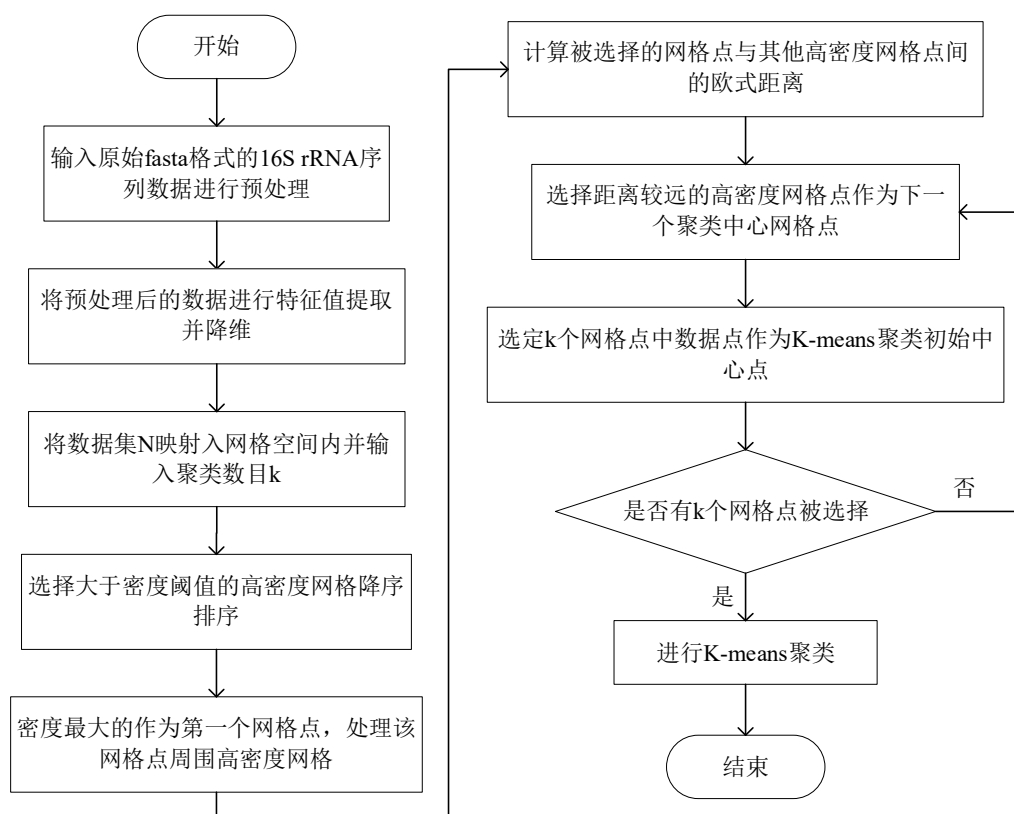 开始
输入原始fasta格式的16S rRNA序
列数据进行预处理
将预处理后的数据进行特征值提取
并降维
将数据集N映射入网格空间内并输
入聚类数目k
选择大于密度阈值的高密度网格降序
排序
密度最大的作为第一个网格点，处理该
网格点周围高密度网格
计算被选择的网格点与其他高密度网格点间
的欧式距离
选择距离较远的高密度网格点作为下一
个聚类中心网格点
选定k个网格点中数据点作为K-means聚类初始中
心点
是否有k个网格点被选择
否
是
进行K-means聚类
结束